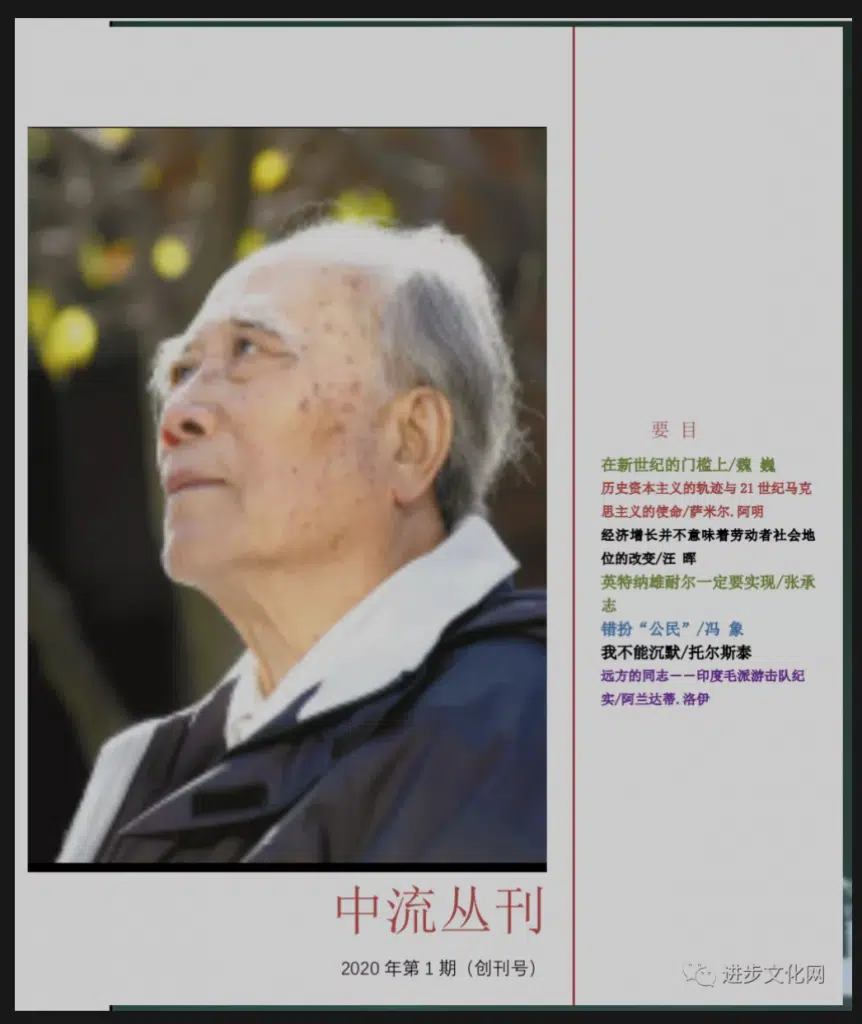 要 目
在新世纪的门槛上/魏 巍
历史资本主义的轨迹与 21 世纪马克
思主义的使命/萨米尔.阿明
经济增长并不意味着劳动者社会地
位的改变/汪 晖
英特纳雄耐尔一定要实现/张承
志
错扮“公民”/冯 象
我不能沉默/托尔斯泰
远方的同志——印度毛派游击队纪
实/阿兰达蒂.洛伊
中流丛刊
2020 年第 1 期（创刊号）
进步文化网